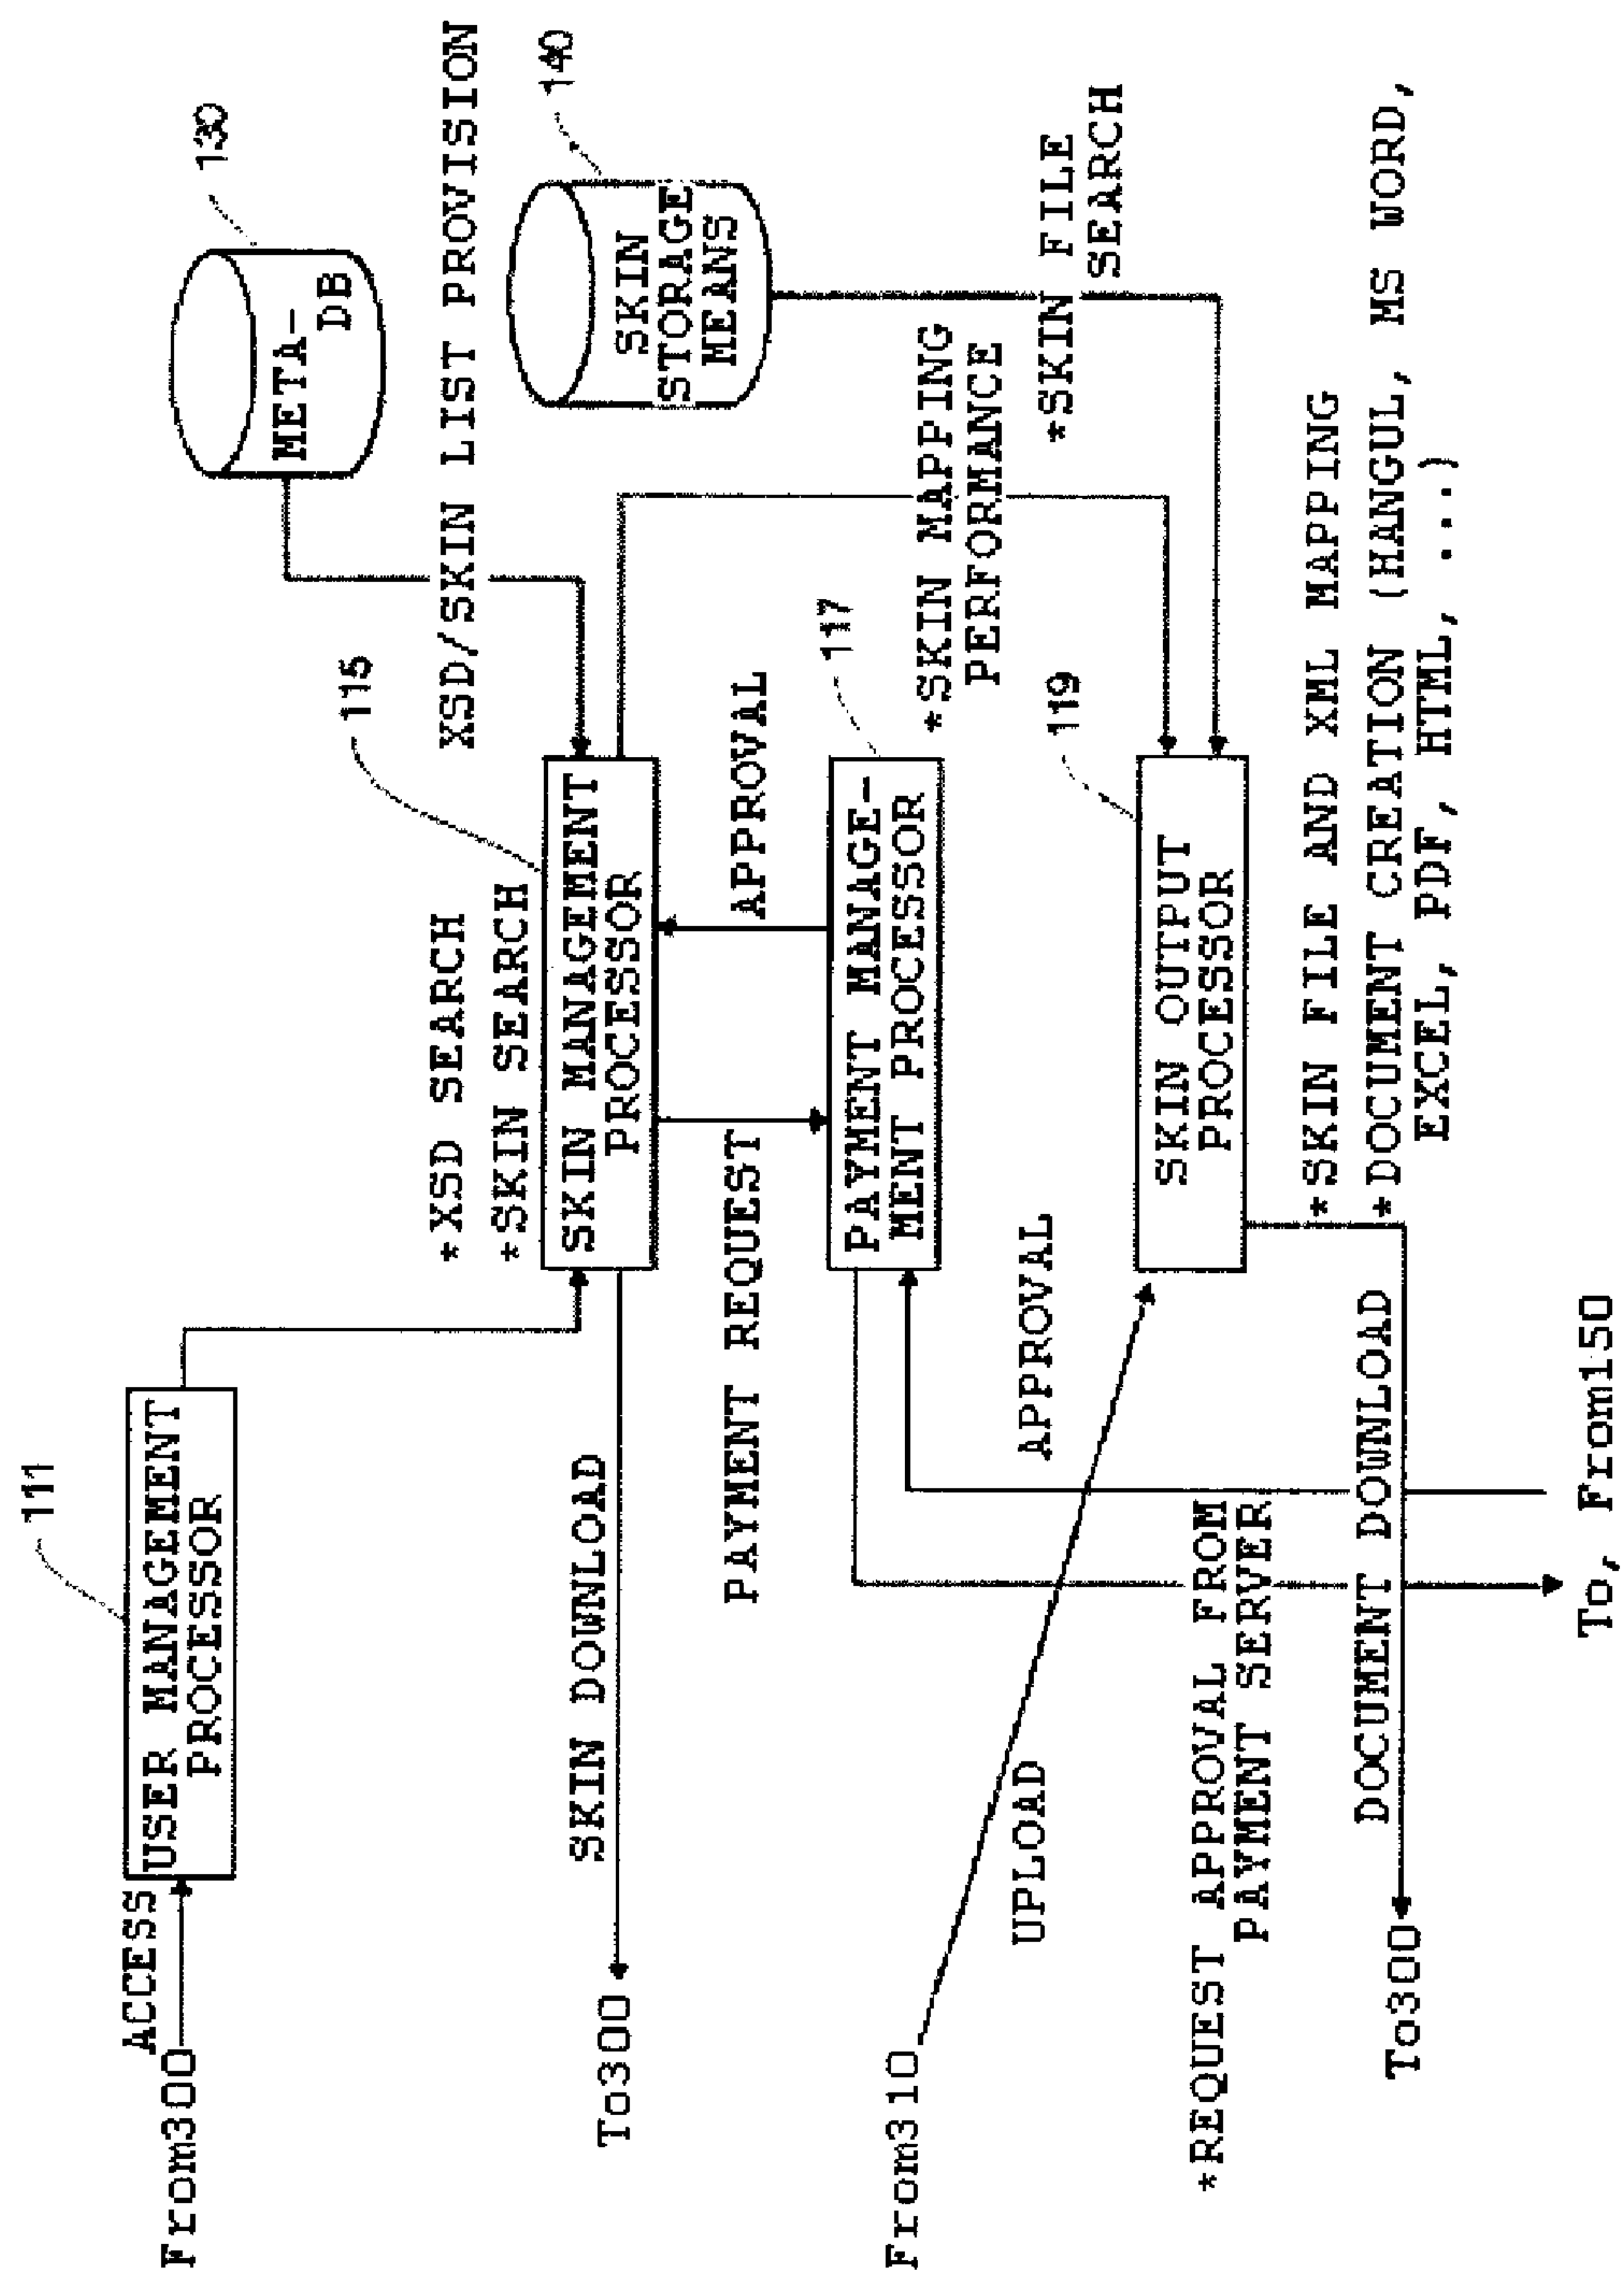 111
ACCESS
USER MANAGEMENT
PROCESSOR
From300
130
META-
DB
XSD/SKIN LIST PROVISION
140
SKIN
STORAGE
MEANS
115
*XSD SEARCH
*SKIN SEARCH
SKIN MANAGEMENT
PROCESSOR
SKIN DOWNLOAD
To300
PAYMENT REQUEST
APPROVAL
117
PAYMENT MANAGE-
MENT PROCESSOR
*SKIN MAPPING
PERFORMANCE
*SKIN FILE
SEARCH
From310
UPLOAD
APPROVAL
119
SKIN OUTPUT
PROCESSOR
*REQUEST APPROVAL FROM
PAYMENT SERVER
*SKIN FILE AND XML MAPPING
*DOCUMENT CREATION (HANGUL, MS WORD,
EXCEL, PDF, HTML, ...)
DOCUMENT DOWNLOAD
To300
To, From150